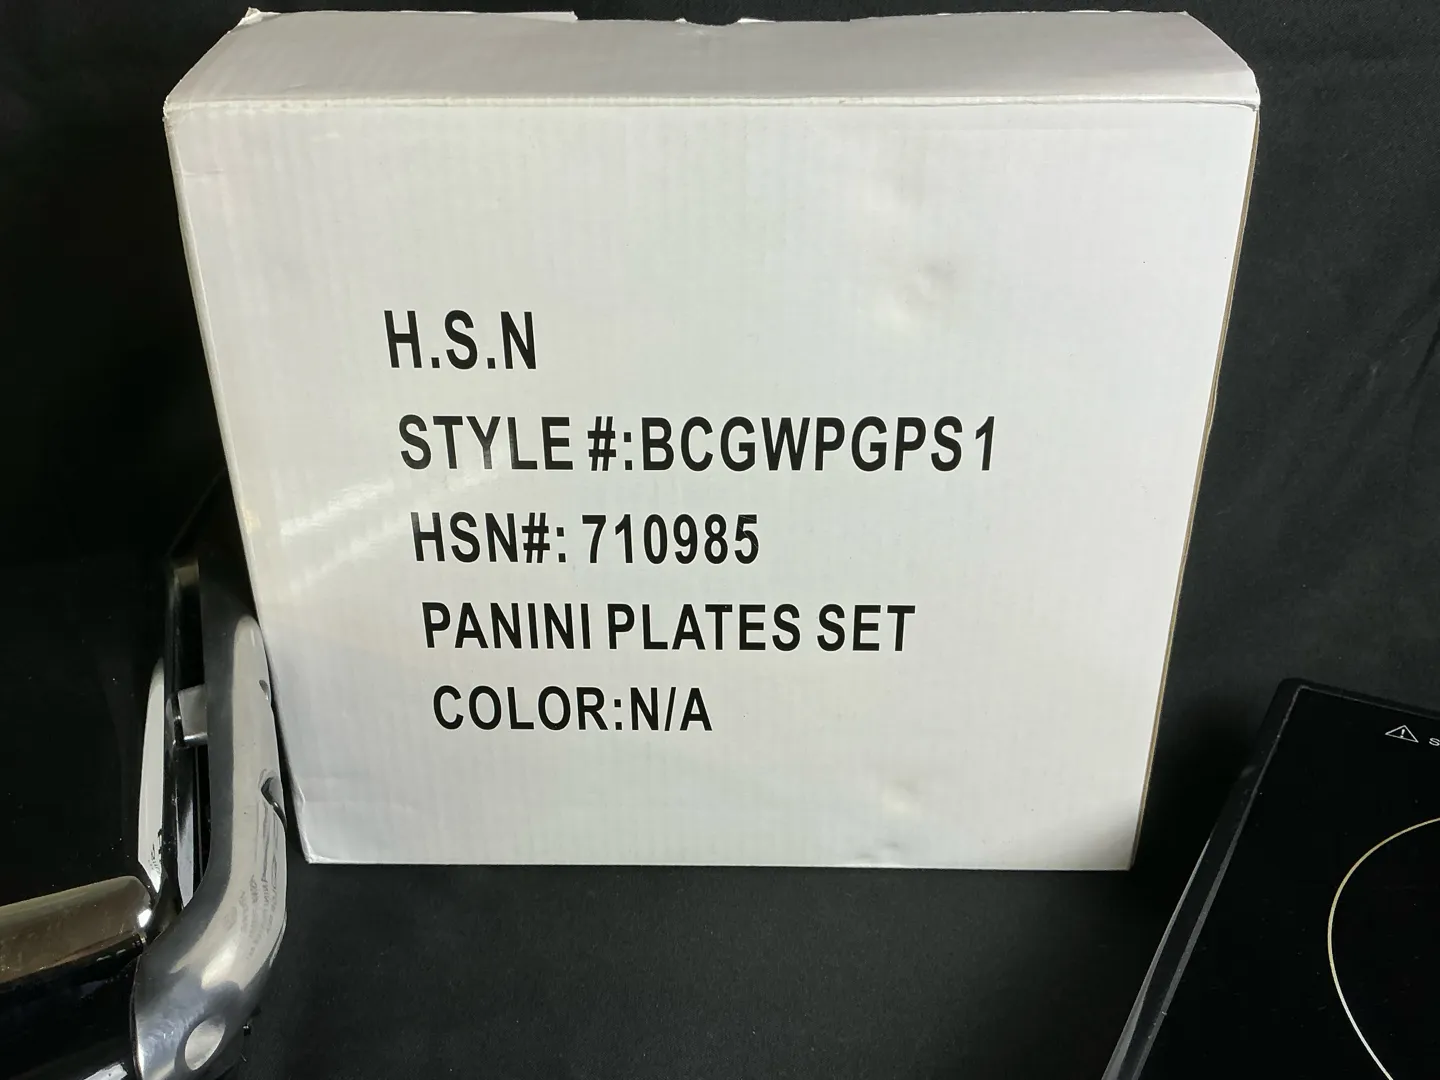 H.S.N
STYLE #:BCGWPGPS1
HSN#: 710985
PANINI PLATES SET
COLOR:N/A